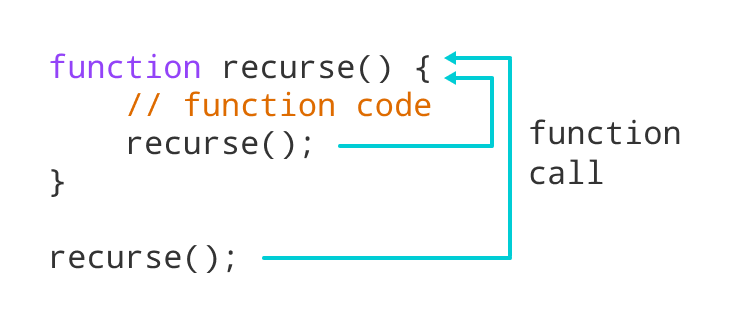 function recurse() {
// function code
recurse();
}
recurse();
function
call